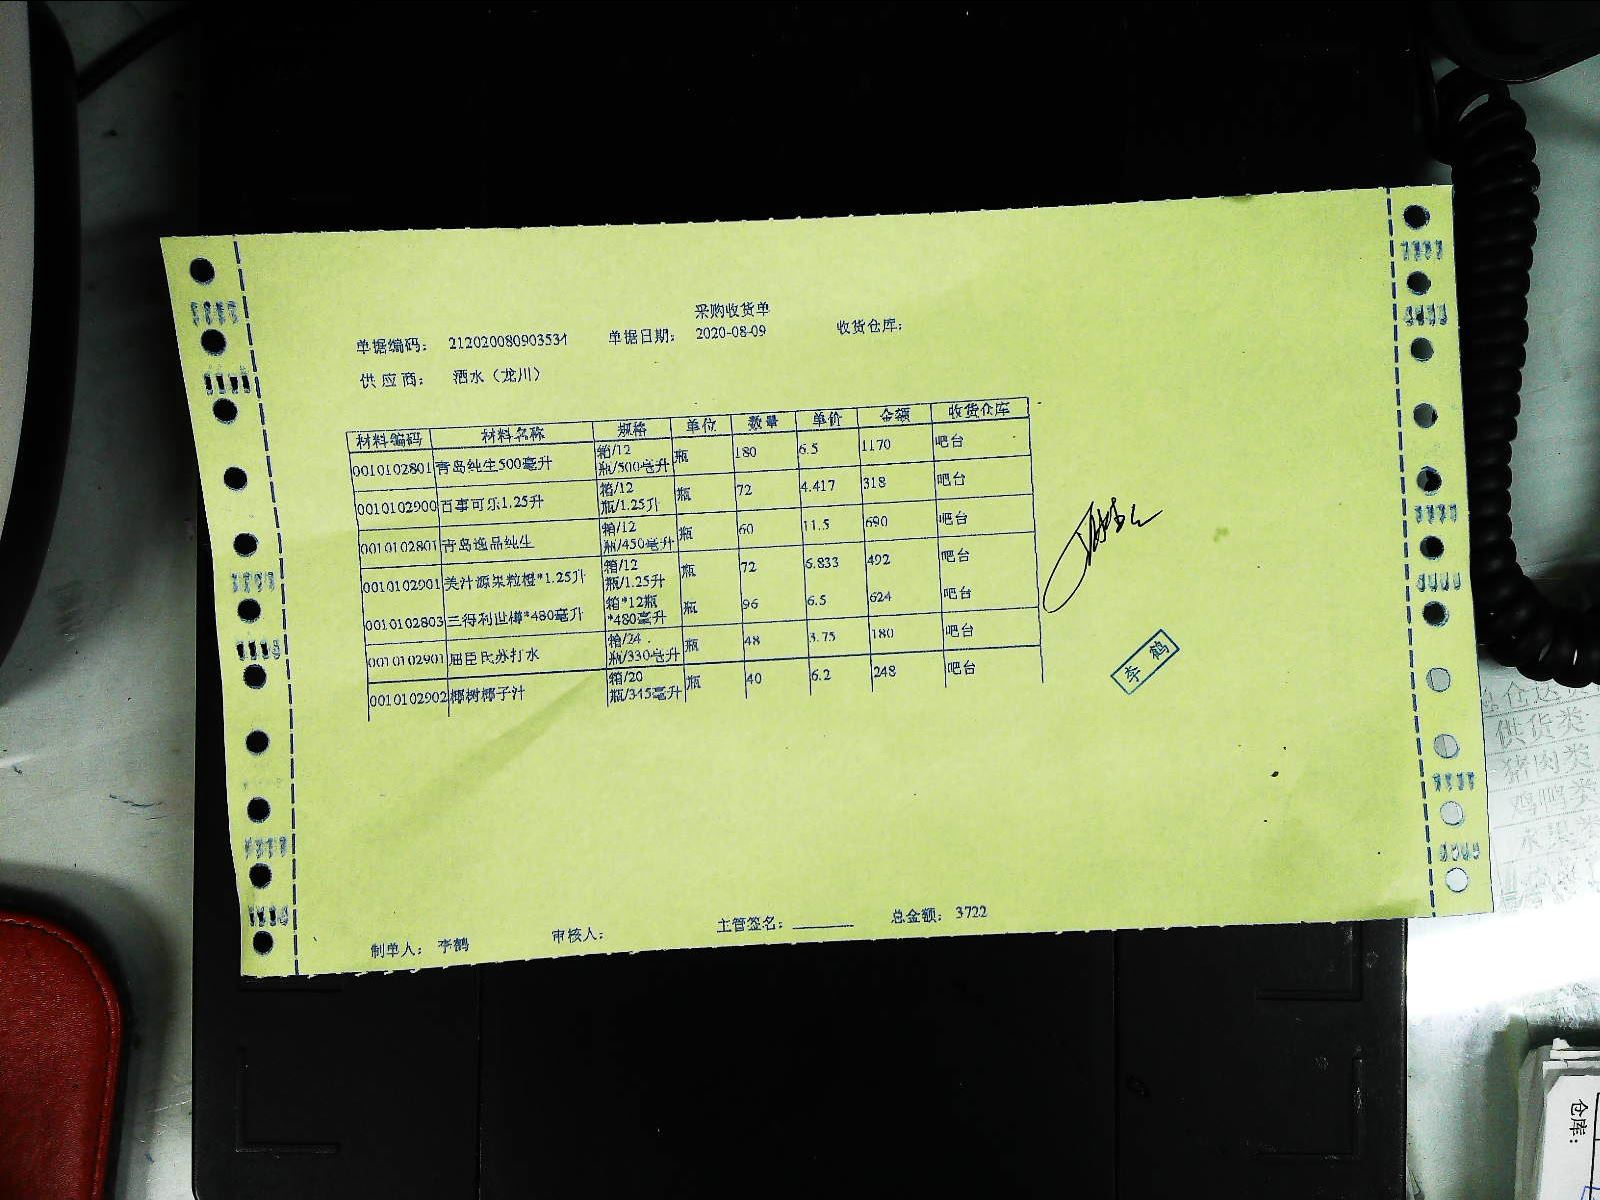 采购收货单
单据编码： 212020080903534 单据日期： 2020-08-09 收货仓库：
供 应 商： 酒水（龙川）
材料编码 材料名称 规格 单位 数量 单价 金额 收货仓库
0010102801 青岛纯生500毫升 箱/12瓶/500毫升 瓶 180 6.5 1170 吧台
0010102900 百事可乐1.25升 箱/12瓶/1.25升 瓶 72 4.417 318 吧台
0010102801 青岛逸品纯生 箱/12瓶/450毫升 瓶 60 11.5 690 吧台
0010102901 美汁源果粒橙*1.25升 箱/12瓶/1.25升 瓶 72 6.833 492 吧台
0010102803 三得利世樽*480毫升 箱*12瓶*480毫升 瓶 96 6.5 624 吧台
0010102901 屈臣氏苏打水 箱/24瓶/330毫升 瓶 48 3.75 180 吧台
0010102902 椰树椰子汁 箱/20瓶/345毫升 瓶 40 6.2 248 吧台
李 鹤
制单人： 李鹤 审核人： 主管签名： 总金额： 3722
供货类
猪肉类
鸡鸭类
仓库：